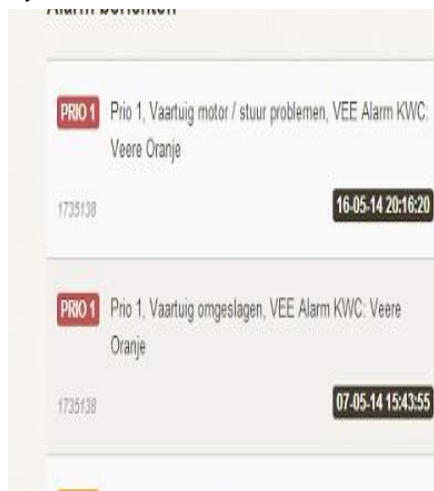 Alarm berichten
PRIO 1 Prio 1, Vaartuig motor / stuur problemen, VEE Alarm KWC:
Veere Oranje
1735138 16-05-14 20:16:20
PRIO 1 Prio 1, Vaartuig omgeslagen, VEE Alarm KWC: Veere
Oranje
1735138 07-05-14 15:43:55